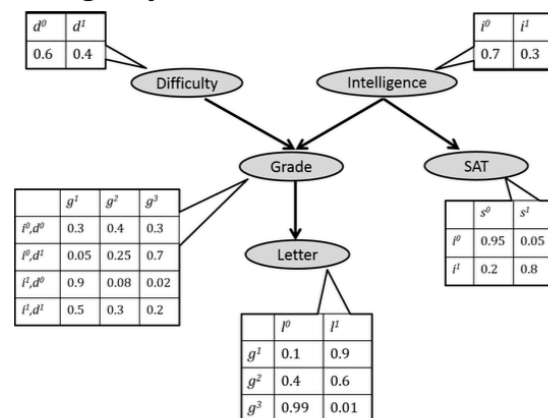 d⁰ d¹
0.6 0.4
i⁰ i¹
0.7 0.3
Difficulty
Intelligence
Grade
SAT
g¹ g² g³
i⁰,d⁰ 0.3 0.4 0.3
i⁰,d¹ 0.05 0.25 0.7
i¹,d⁰ 0.9 0.08 0.02
i¹,d¹ 0.5 0.3 0.2
s⁰ s¹
i⁰ 0.95 0.05
i¹ 0.2 0.8
Letter
l⁰ l¹
g¹ 0.1 0.9
g² 0.4 0.6
g³ 0.99 0.01